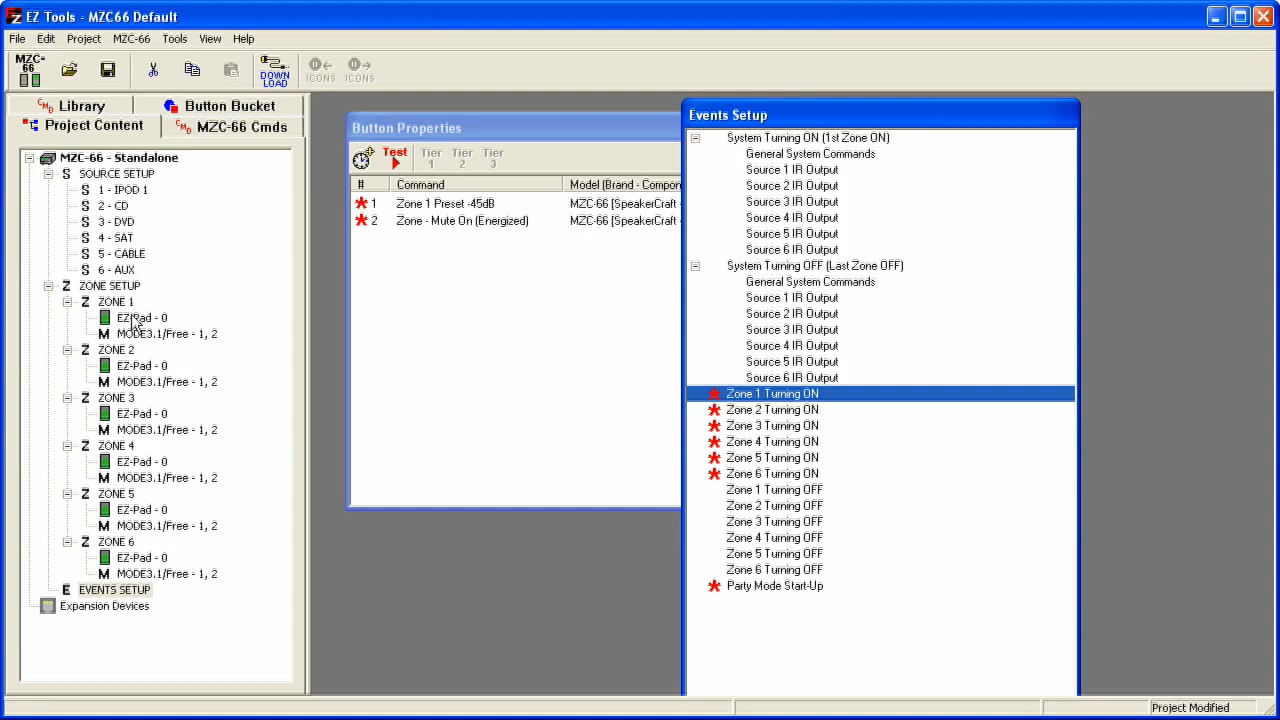 EZ Tools - MZC66 Default
File Edit Project MZC-66 Tools View Help
MZC-66
DOWN LOAD
ICONS
ICONS
Library
Button Bucket
Project Content
MZC-66 Cmds
MZC-66 - Standalone
SOURCE SETUP
1 - IPOD 1
2 - CD
3 - DVD
4 - SAT
5 - CABLE
6 - AUX
ZONE SETUP
ZONE 1
EZ-Pad - 0
MODE3.1/Free - 1, 2
ZONE 2
EZ-Pad - 0
MODE3.1/Free - 1, 2
ZONE 3
EZ-Pad - 0
MODE3.1/Free - 1, 2
ZONE 4
EZ-Pad - 0
MODE3.1/Free - 1, 2
ZONE 5
EZ-Pad - 0
MODE3.1/Free - 1, 2
ZONE 6
EZ-Pad - 0
MODE3.1/Free - 1, 2
EVENTS SETUP
Expansion Devices
Button Properties
Test
Tier 1
Tier 2
Tier 3
# Command Model (Brand - Compon
1 Zone 1 Preset -45dB MZC-66 (SpeakerCraft -
2 Zone - Mute On (Energized) MZC-66 (SpeakerCraft -
Events Setup
System Turning ON (1st Zone ON)
General System Commands
Source 1 IR Output
Source 2 IR Output
Source 3 IR Output
Source 4 IR Output
Source 5 IR Output
Source 6 IR Output
System Turning OFF (Last Zone OFF)
General System Commands
Source 1 IR Output
Source 2 IR Output
Source 3 IR Output
Source 4 IR Output
Source 5 IR Output
Source 6 IR Output
Zone 1 Turning ON
Zone 2 Turning ON
Zone 3 Turning ON
Zone 4 Turning ON
Zone 5 Turning ON
Zone 6 Turning ON
Zone 1 Turning OFF
Zone 2 Turning OFF
Zone 3 Turning OFF
Zone 4 Turning OFF
Zone 5 Turning OFF
Zone 6 Turning OFF
Party Mode Start-Up
Project Modified